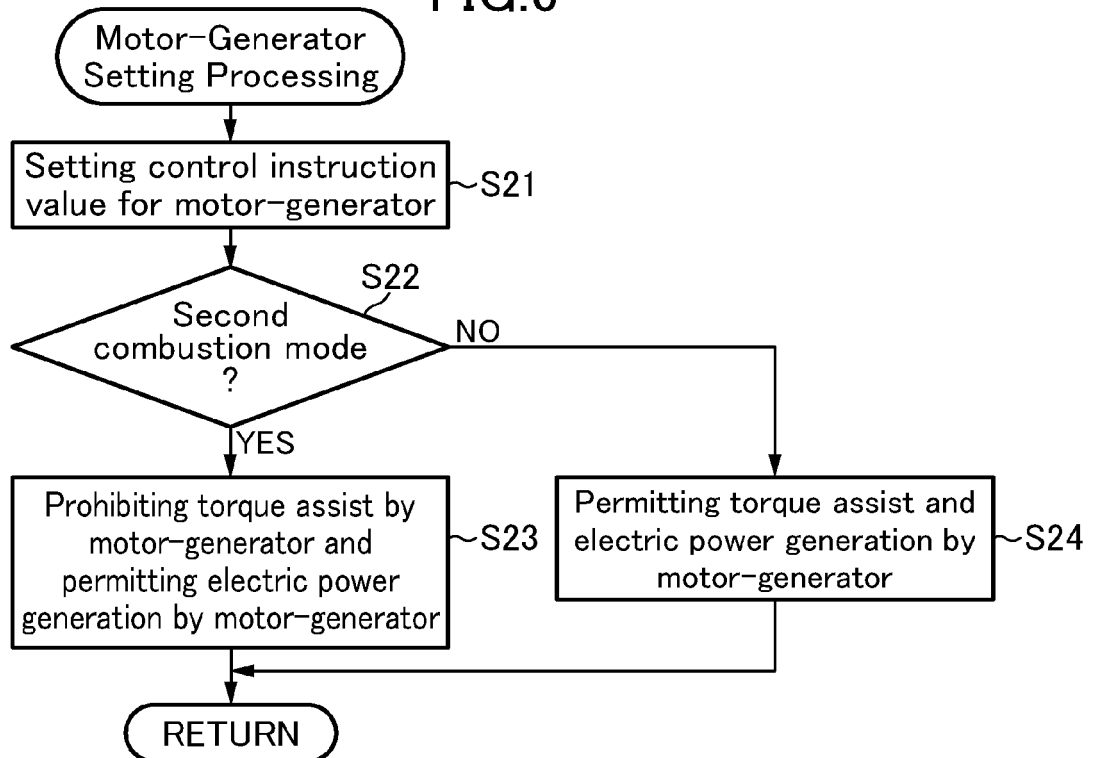 Motor-Generator
Setting Processing
Setting control instruction
value for motor-generator
S21
S22
Second
combustion mode
?
NO
YES
Prohibiting torque assist by
motor-generator and
permitting electric power
generation by motor-generator
S23
Permitting torque assist and
electric power generation by
motor-generator
S24
RETURN